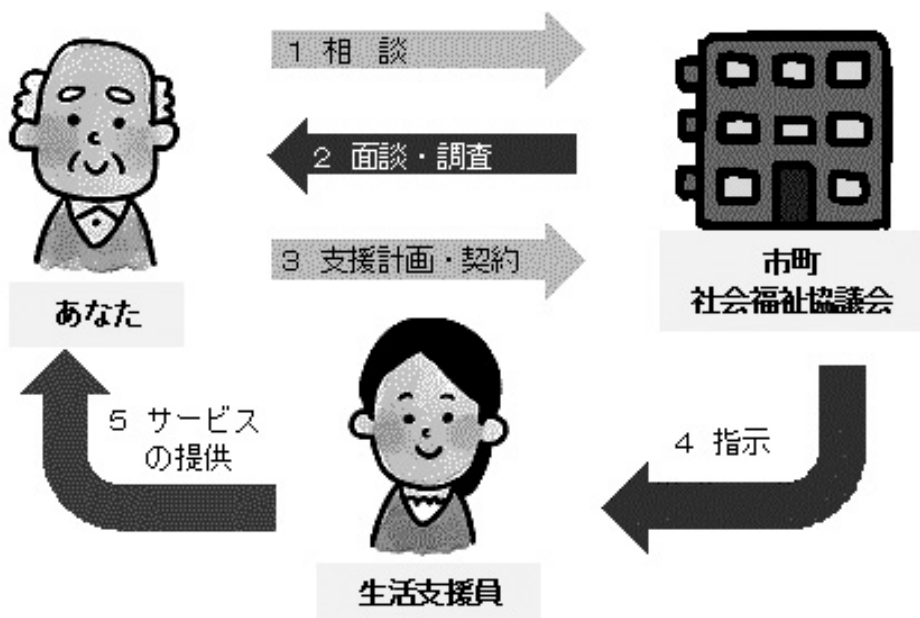 1 相 談
2 面談・調査
3 支援計画・契約
あなた
市町
社会福祉協議会
4 指示
生活支援員
5 サービス
の提供